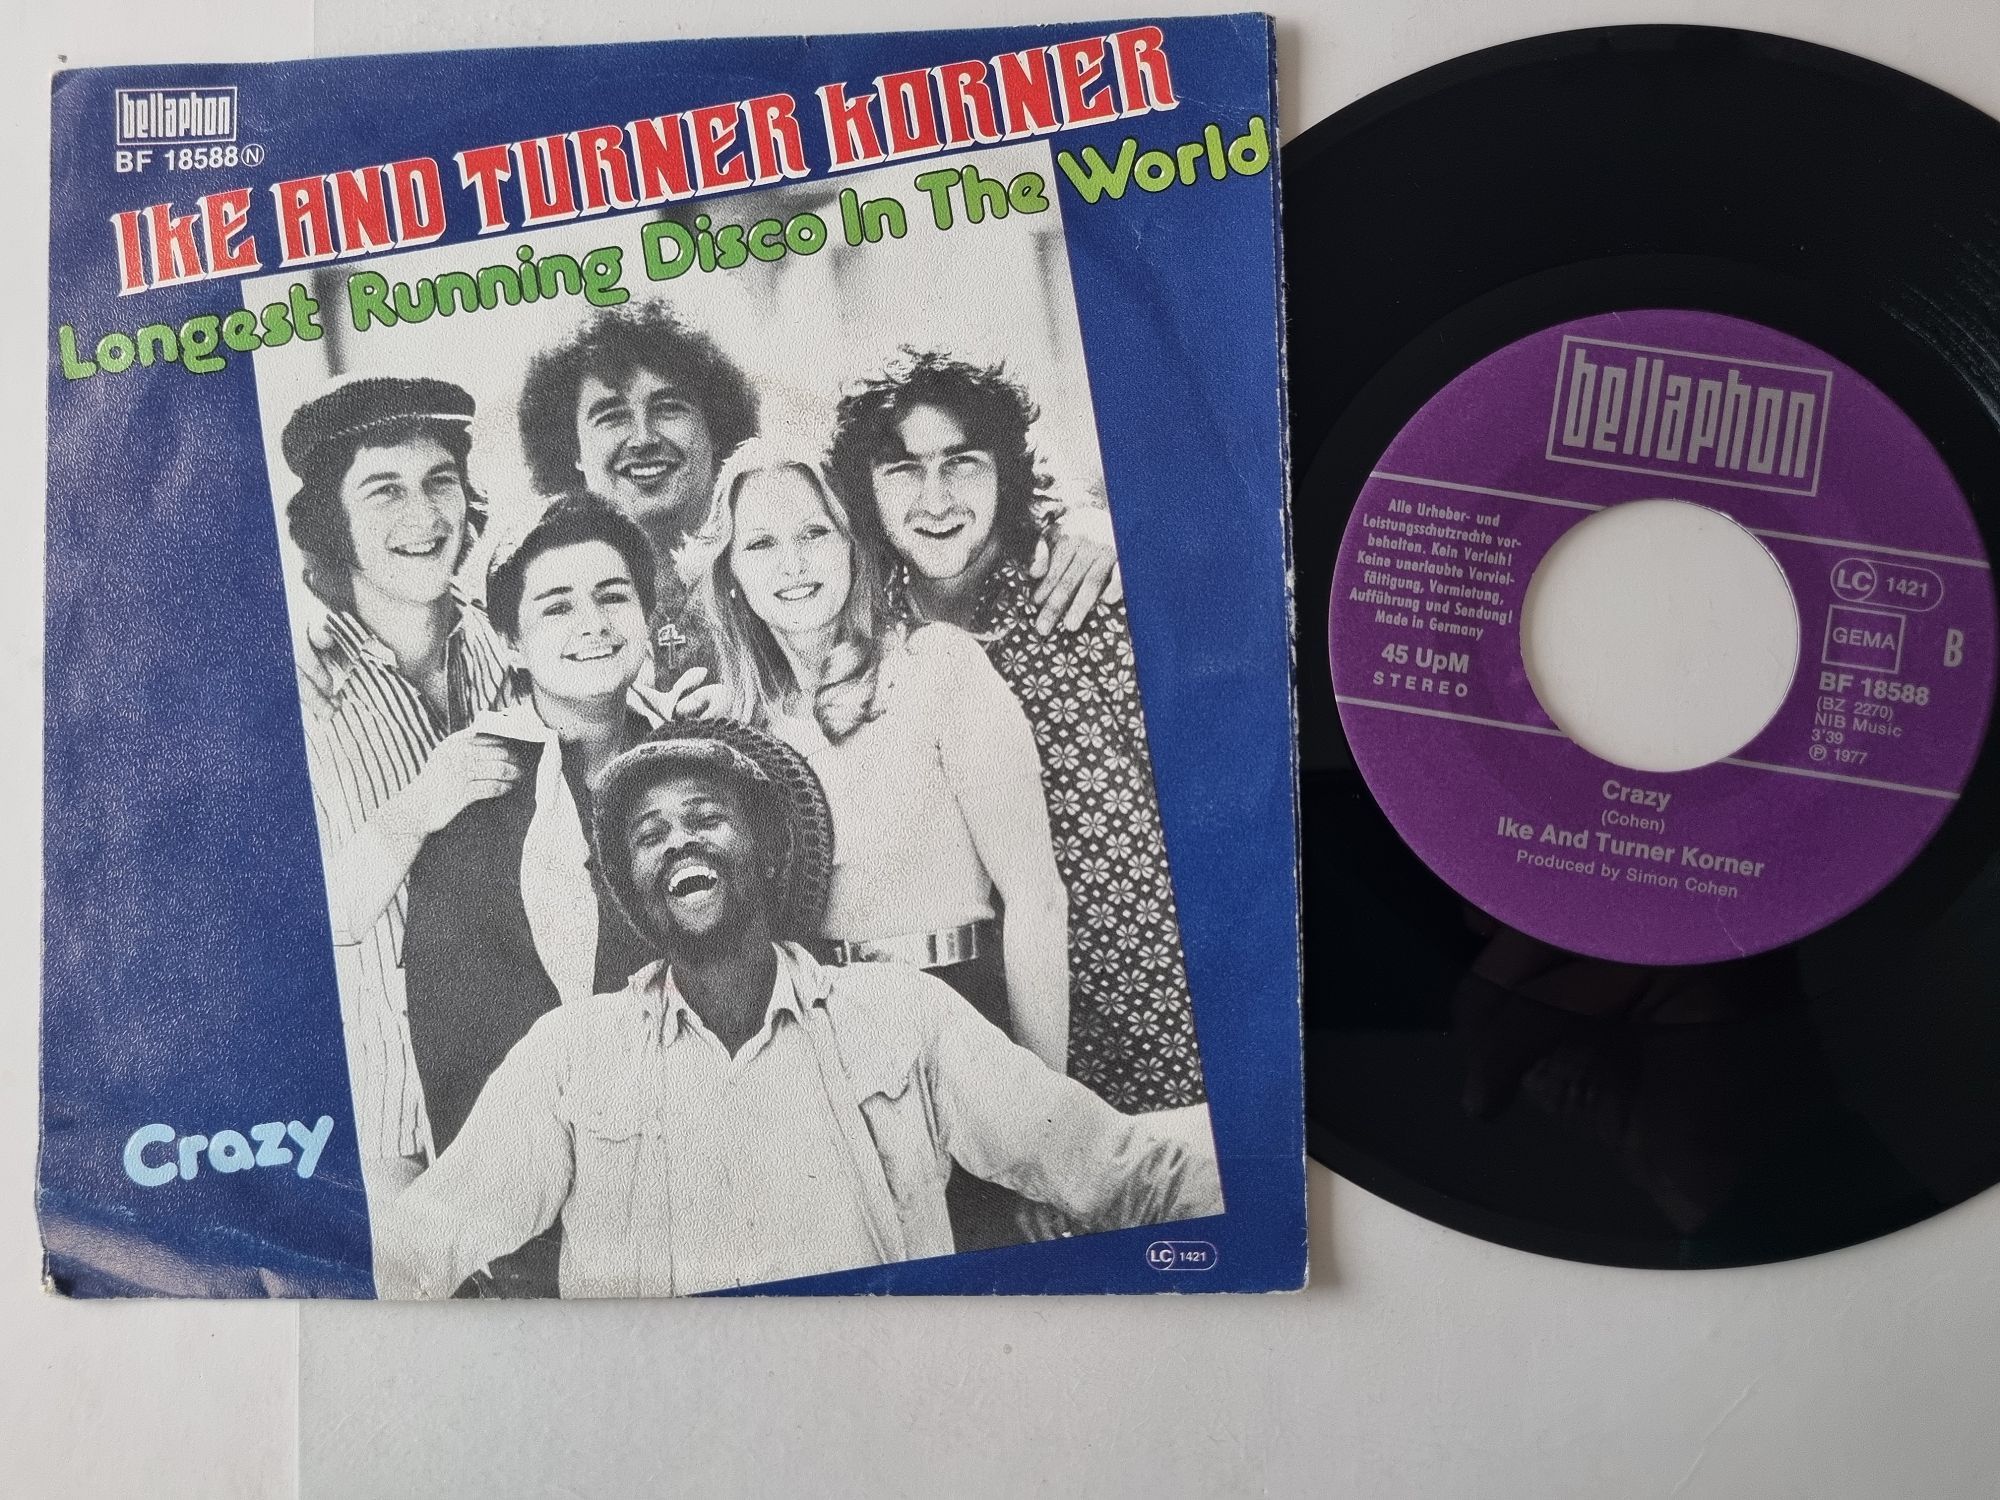 bellaphon
BF 18588 Ⓝ
IKE AND TURNER KORNER
Longest Running Disco In The World
Crazy
LC 1421
bellaphon
Alle Urheber- und
Leistungsschutzrechte vor-
behalten. Kein Verleih!
Keine unerlaubte Verviel-
fältigung, Vermietung,
Aufführung und Sendung!
Made in Germany
45 UpM
STEREO
LC 1421
GEMA
B
BF 18588
(BZ 2270)
NIB Music
3'39
℗ 1977
Crazy
(Cohen)
Ike And Turner Korner
Produced by Simon Cohen